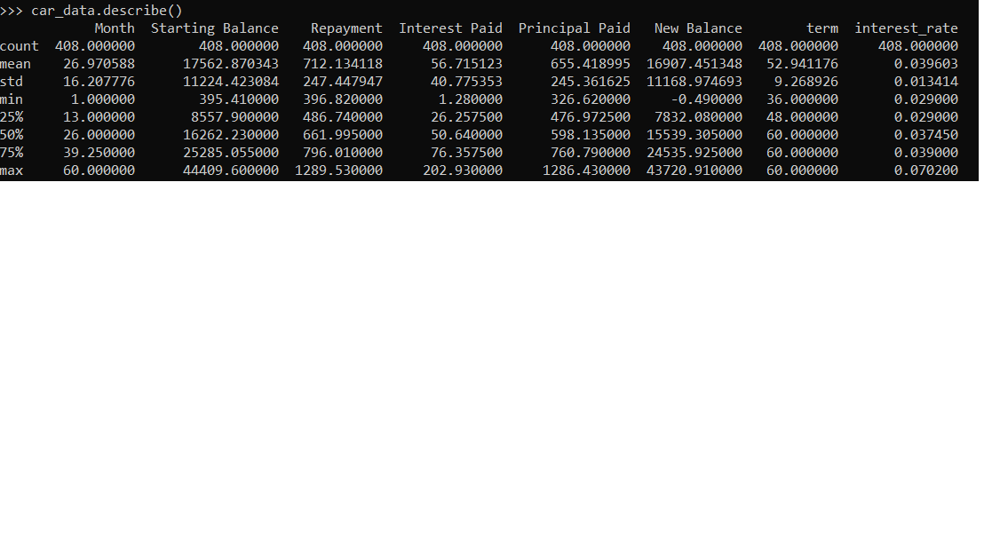 >>> car_data.describe()
            Month  Starting Balance    Repayment  Interest Paid  Principal Paid   New Balance        term  interest_rate
count  408.000000        408.000000   408.000000     408.000000      408.000000    408.000000  408.000000     408.000000
mean    26.970588      17562.870343   712.134118      56.715123      655.418995  16907.451348   52.941176       0.039603
std     16.207776      11224.423084   247.447947      40.775353      245.361625  11168.974693    9.268926       0.013414
min      1.000000        395.410000   396.820000       1.280000      326.620000     -0.490000   36.000000       0.029000
25%     13.000000       8557.900000   486.740000      26.257500      476.972500   7832.080000   48.000000       0.029000
50%     26.000000      16262.230000   661.995000      50.640000      598.135000  15539.305000   60.000000       0.037450
75%     39.250000      25285.055000   796.010000      76.357500      760.790000  24535.925000   60.000000       0.039000
max     60.000000      44409.600000  1289.530000     202.930000     1286.430000  43720.910000   60.000000       0.070200